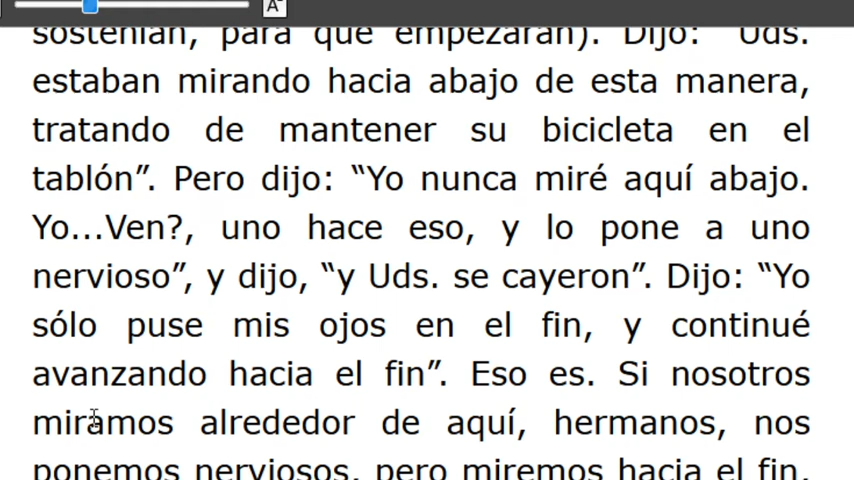 sostenían, para que empezaran). Dijo: “Uds.
estaban mirando hacia abajo de esta manera,
tratando de mantener su bicicleta en el
tablón”. Pero dijo: “Yo nunca miré aquí abajo.
Yo...Ven?, uno hace eso, y lo pone a uno
nervioso”, y dijo, “y Uds. se cayeron”. Dijo: “Yo
sólo puse mis ojos en el fin, y continué
avanzando hacia el fin”. Eso es. Si nosotros
miramos alrededor de aquí, hermanos, nos
ponemos nerviosos, pero miremos hacia el fin,